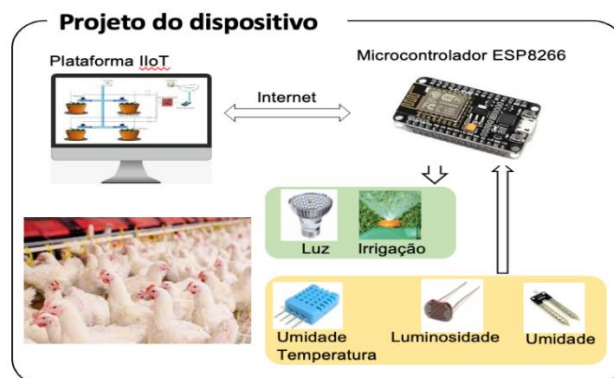 Projeto do dispositivo
Plataforma IIoT
Microcontrolador ESP8266
Internet
Luz
Irrigação
Umidade
Temperatura
Luminosidade
Umidade